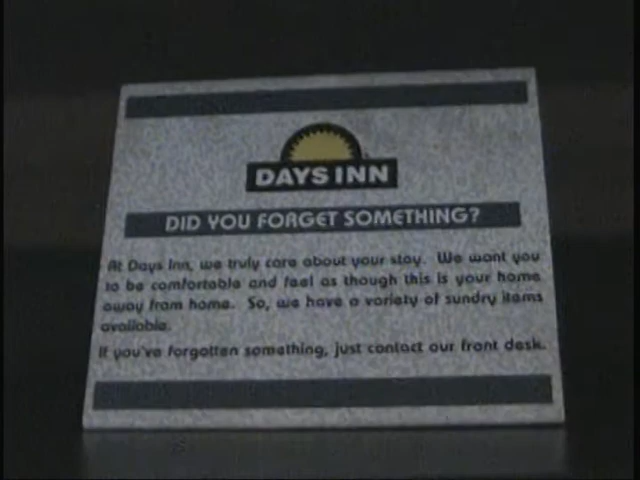 DAYS INN
DID YOU FORGET SOMETHING?
At Days Inn, we truly care about your stay. We want you
to be comfortable and feel as though this is your home
away from home. So, we have a variety of sundry items
available.
If you've forgotten something, just contact our front desk.